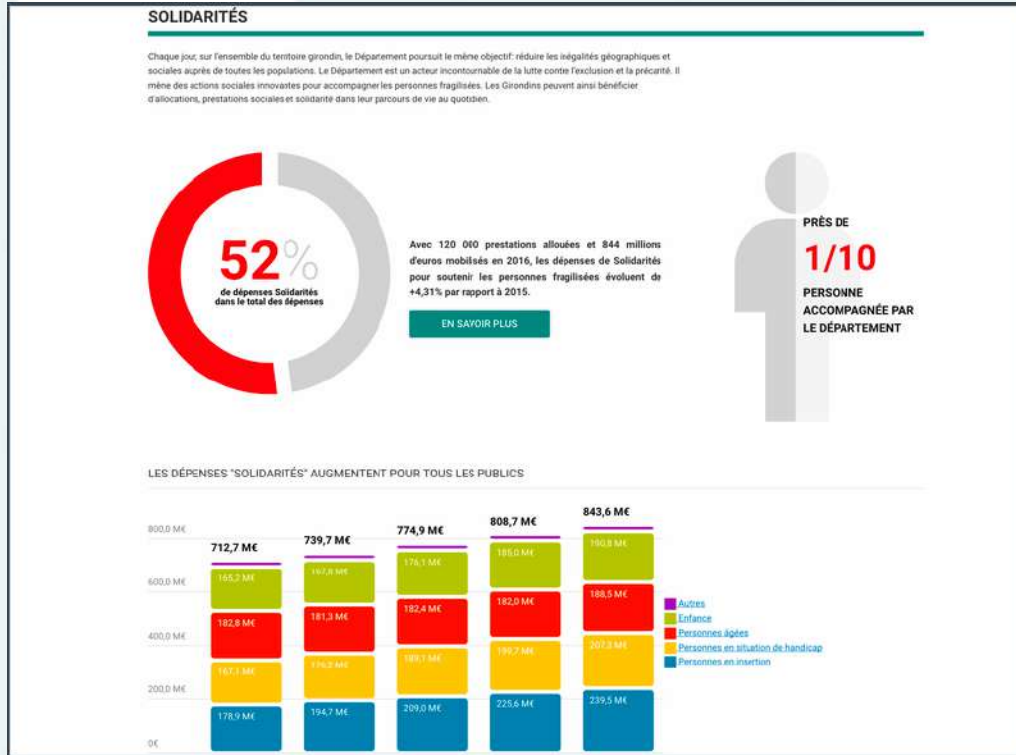 SOLIDARITÉS
Chaque jour, sur l'ensemble du territoire girondin, le Département poursuit le même objectif: réduire les inégalités géographiques et
sociales auprès de toutes les populations. Le Département est un acteur incontournable de la lutte contre l'exclusion et la précarité. Il
mène des actions sociales innovantes pour accompagner les personnes fragilisées. Les Girondins peuvent ainsi bénéficier
d'allocations, prestations sociales et solidarité dans leur parcours de vie au quotidien.
52%
de dépenses Solidarités
dans le total des dépenses
Avec 120 000 prestations allouées et 844 millions
d'euros mobilisés en 2016, les dépenses de Solidarités
pour soutenir les personnes fragilisées évoluent de
+4,31% par rapport à 2015.
EN SAVOIR PLUS
PRÈS DE
1/10
PERSONNE
ACCOMPAGNÉE PAR
LE DÉPARTEMENT
LES DÉPENSES "SOLIDARITÉS" AUGMENTENT POUR TOUS LES PUBLICS
800,0 M€
600,0 M€
400,0 M€
200,0 M€
0€
712,7 M€
165,2 M€
182,8 M€
167,1 M€
178,9 M€
739,7 M€
167,8 M€
181,3 M€
194,7 M€
774,9 M€
176,1 M€
182,4 M€
189,1 M€
209,0 M€
808,7 M€
185,0 M€
182,0 M€
199,7 M€
225,6 M€
843,6 M€
190,8 M€
188,5 M€
207,3 M€
239,5 M€
Autres
Enfance
Personnes âgées
Personnes en situation de handicap
Personnes en insertion